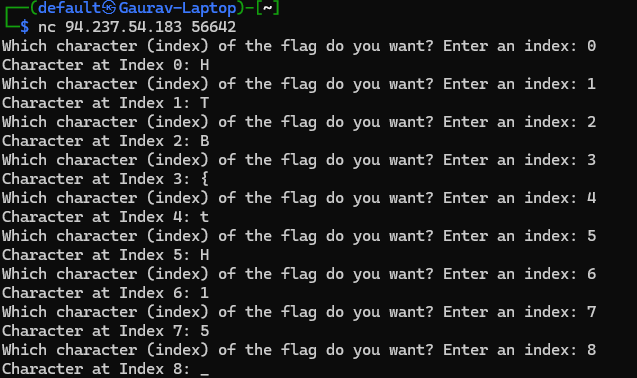 ┌──(default㉿Gaurav-Laptop)-[~]
└─$ nc 94.237.54.183 56642
Which character (index) of the flag do you want? Enter an index: 0
Character at Index 0: H
Which character (index) of the flag do you want? Enter an index: 1
Character at Index 1: T
Which character (index) of the flag do you want? Enter an index: 2
Character at Index 2: B
Which character (index) of the flag do you want? Enter an index: 3
Character at Index 3: {
Which character (index) of the flag do you want? Enter an index: 4
Character at Index 4: t
Which character (index) of the flag do you want? Enter an index: 5
Character at Index 5: H
Which character (index) of the flag do you want? Enter an index: 6
Character at Index 6: 1
Which character (index) of the flag do you want? Enter an index: 7
Character at Index 7: 5
Which character (index) of the flag do you want? Enter an index: 8
Character at Index 8: _